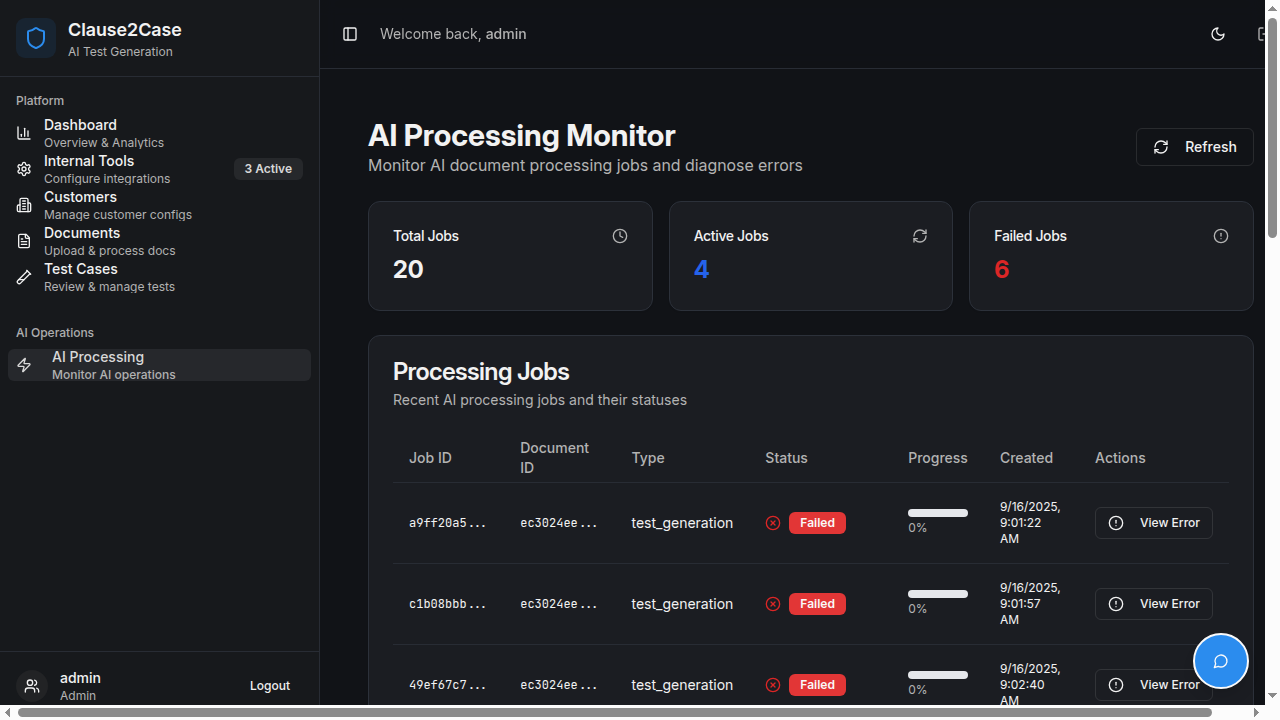 Clause2Case
AI Test Generation
Platform
Dashboard
Overview & Analytics
Internal Tools
Configure integrations
3 Active
Customers
Manage customer configs
Documents
Upload & process docs
Test Cases
Review & manage tests
AI Operations
AI Processing
Monitor AI operations
admin
Admin
Logout
Welcome back, admin
AI Processing Monitor
Monitor AI document processing jobs and diagnose errors
Refresh
Total Jobs
20
Active Jobs
4
Failed Jobs
6
Processing Jobs
Recent AI processing jobs and their statuses
Job ID
Document
ID
Type
Status
Progress
Created
Actions
a9ff20a5...
ec3024ee...
test_generation
Failed
0%
9/16/2025,
9:01:22
AM
View Error
c1b08bbb...
ec3024ee...
test_generation
Failed
0%
9/16/2025,
9:01:57
AM
View Error
49ef67c7...
ec3024ee...
test_generation
Failed
0%
9/16/2025,
9:02:40
AM
View Error